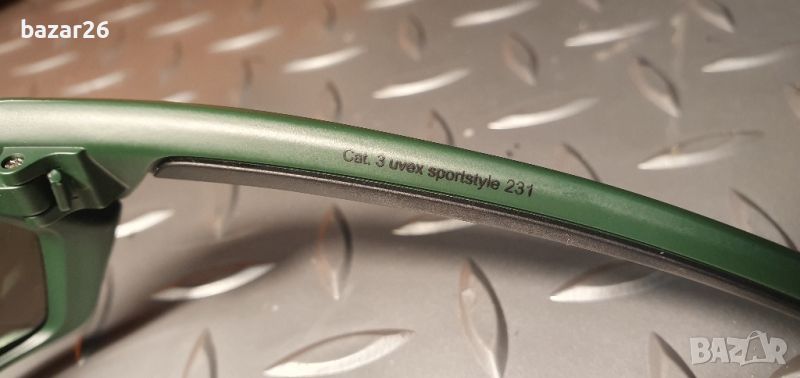 bazar26
Cat. 3 uvex sportstyle 231
BAZAR